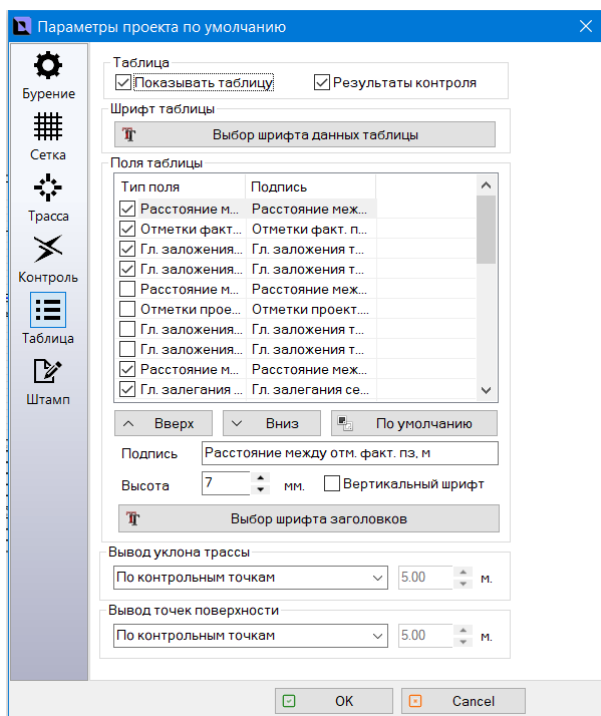 Параметры проекта по умолчанию
Бурение
Сетка
Трасса
Контроль
Таблица
Штамп
Таблица
Показывать таблицу Результаты контроля
Шрифт таблицы
Выбор шрифта данных таблицы
Поля таблицы
Тип поля Подпись
Расстояние м... Расстояние меж...
Отметки факт... Отметки факт. п...
Гл. заложения... Гл. заложения т...
Гл. заложения... Гл. заложения т...
Расстояние м... Расстояние меж...
Отметки прое... Отметки проект....
Гл. заложения... Гл. заложения т...
Гл. заложения... Гл. заложения т...
Расстояние м... Расстояние меж...
Гл. залегания ... Гл. залегания се...
Вверх Вниз По умолчанию
Подпись Расстояние между отм. факт. пз, м
Высота 7 мм. Вертикальный шрифт
Выбор шрифта заголовков
Вывод уклона трассы
По контрольным точкам 5.00 м.
Вывод точек поверхности
По контрольным точкам 5.00 м.
OK Cancel